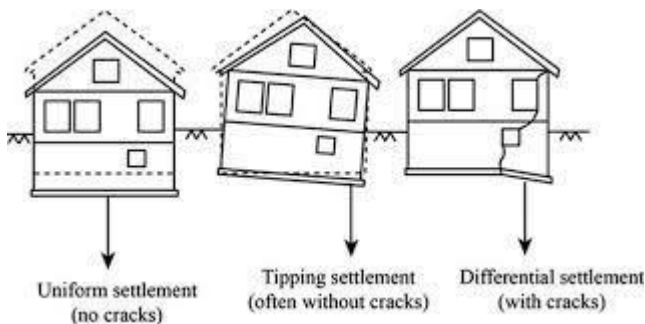 Uniform settlement
(no cracks)
Tipping settlement
(often without cracks)
Differential settlement
(with cracks)